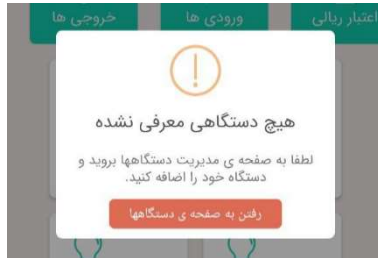 اعتبار ریالی
ورودی ها
خروجی ها
هیچ دستگاهی معرفی نشده
لطفا به صفحه ی مدیریت دستگاهها بروید و
دستگاه خود را اضافه کنید.
رفتن به صفحه ی دستگاهها